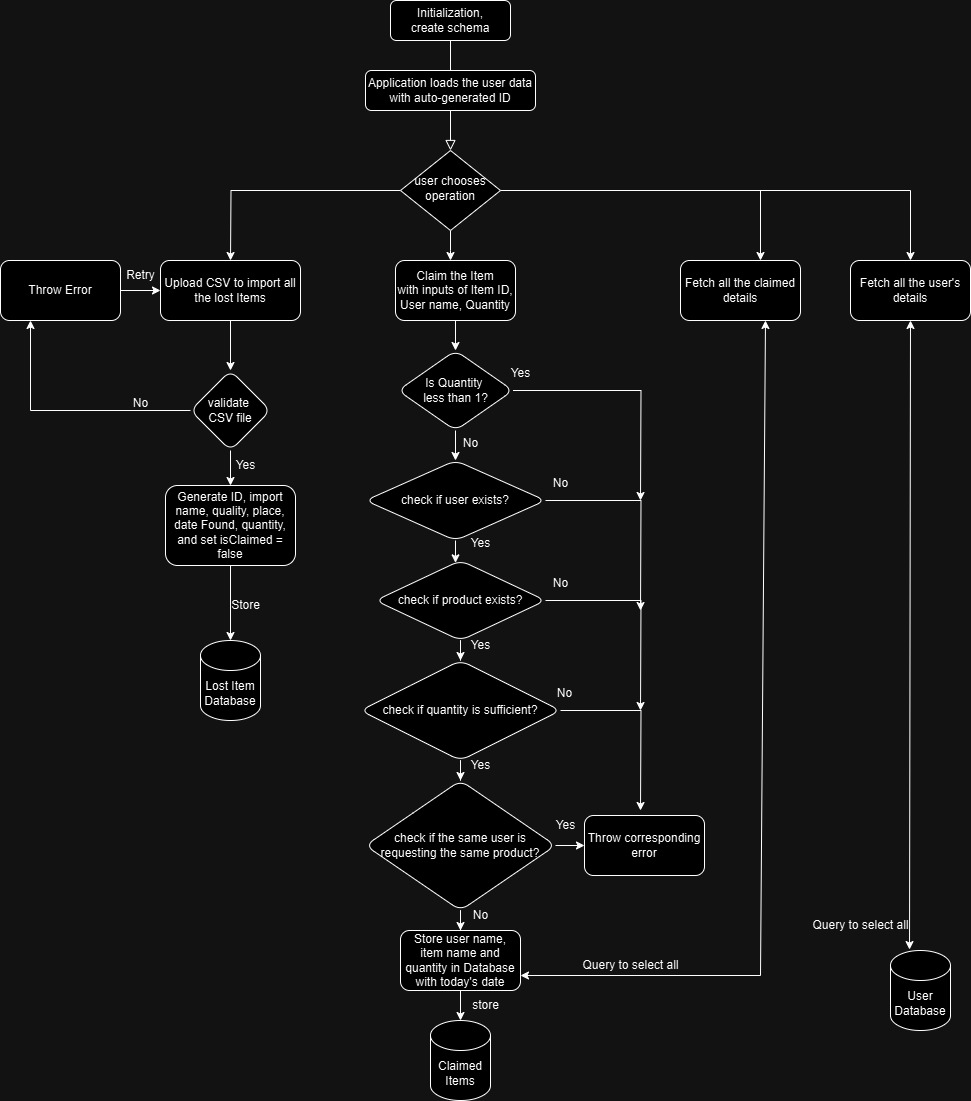 Initialization,
create schema
Application loads the user data
with auto-generated ID
user chooses
operation
Throw Error
Retry
Upload CSV to import all
the lost Items
Claim the Item
with inputs of Item ID,
User name, Quantity
Fetch all the claimed
details
Fetch all the user's
details
validate
CSV file
No
Yes
Generate ID, import
name, quality, place,
date Found, quantity,
and set isClaimed =
false
Store
Lost Item
Database
Is Quantity
less than 1?
Yes
No
check if user exists?
No
Yes
check if product exists?
No
Yes
check if quantity is sufficient?
No
Yes
check if the same user is
requesting the same product?
Yes
Throw corresponding
error
No
Store user name,
item name and
quantity in Database
with today's date
Query to select all
store
Claimed
Items
Query to select all
User
Database